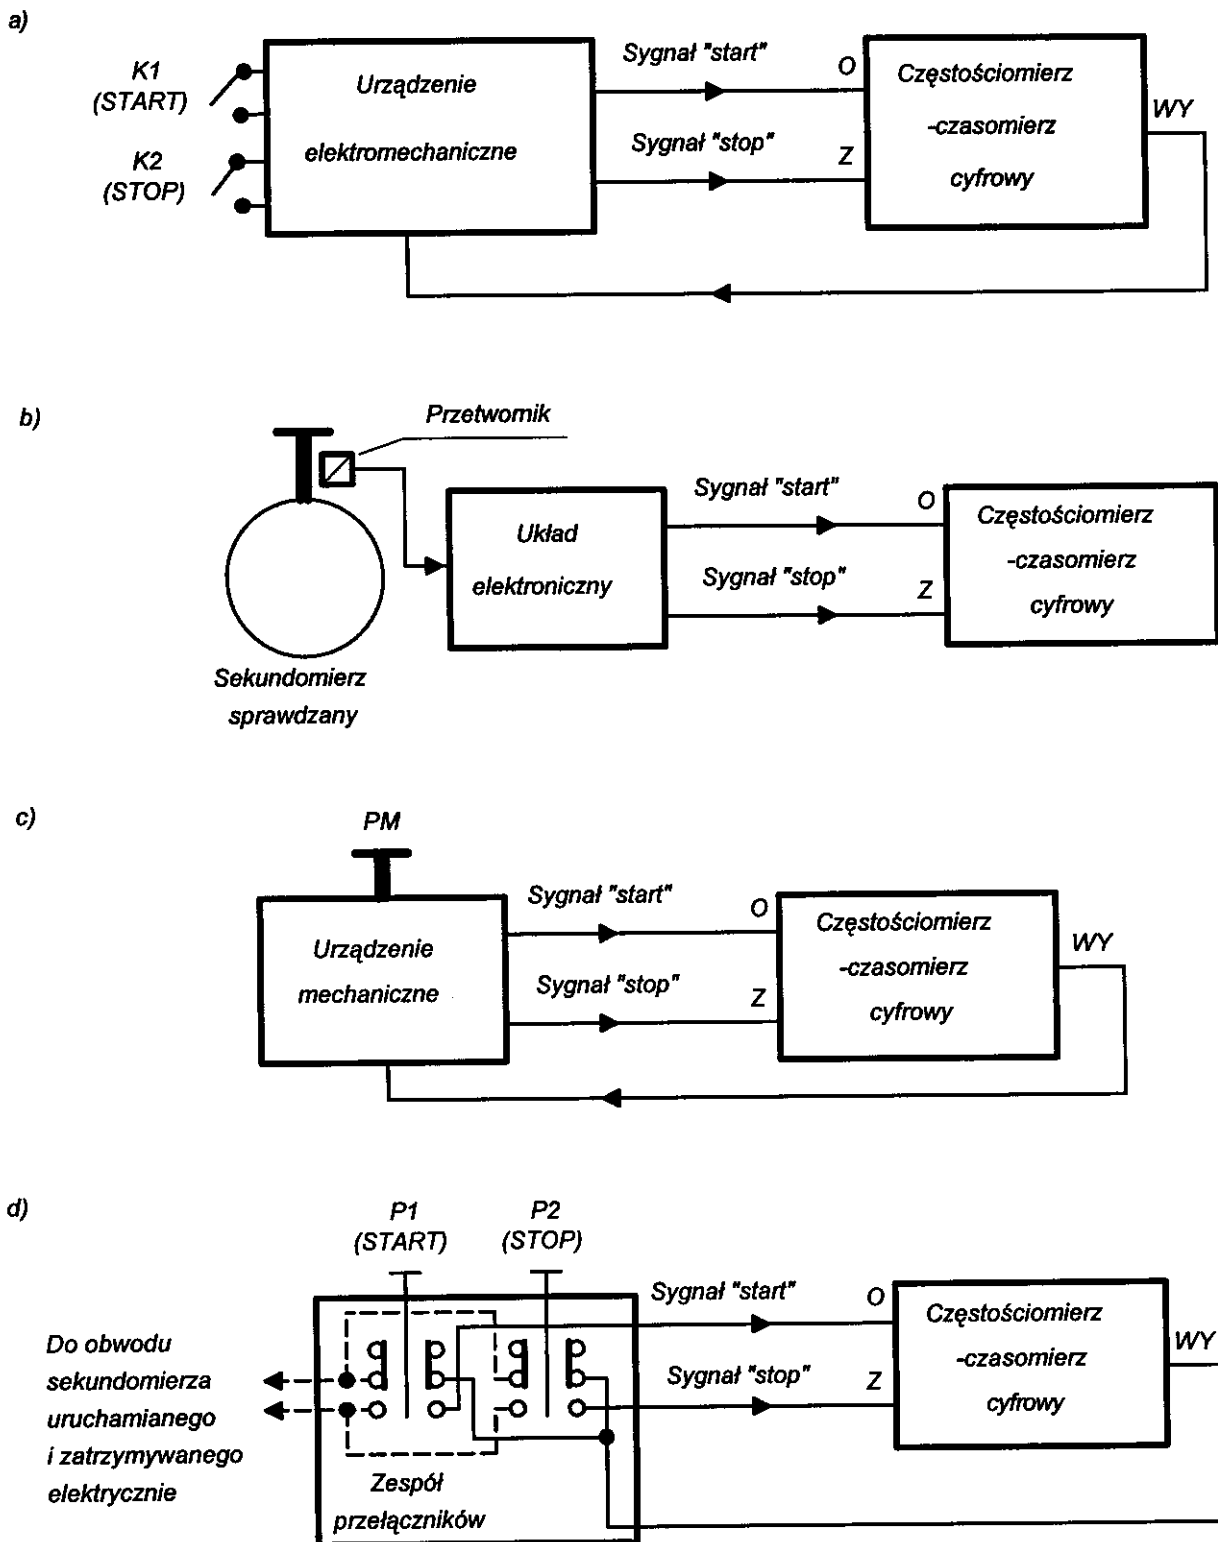 a)
K1
(START)
K2
(STOP)
Urządzenie
elektromechaniczne
Sygnał "start"
O
Sygnał "stop"
Z
Częstościomierz
-czasomierz
cyfrowy
WY
b)
Przetwornik
Układ
elektroniczny
Sygnał "start"
O
Sygnał "stop"
Z
Częstościomierz
-czasomierz
cyfrowy
Sekundomierz
sprawdzany
c)
PM
Urządzenie
mechaniczne
Sygnał "start"
O
Sygnał "stop"
Z
Częstościomierz
-czasomierz
cyfrowy
WY
d)
P1
(START)
P2
(STOP)
Do obwodu
sekundomierza
uruchamianego
i zatrzymywanego
elektrycznie
Zespół
przełączników
Sygnał "start"
O
Sygnał "stop"
Z
Częstościomierz
-czasomierz
cyfrowy
WY